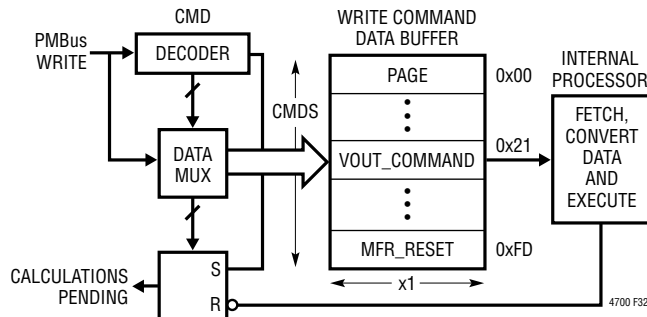 CMD
PMBus
WRITE
DECODER
DATA
MUX
S
R
CALCULATIONS
PENDING
CMDS
WRITE COMMAND
DATA BUFFER
PAGE
0x00
VOUT_COMMAND
0x21
MFR_RESET
0xFD
x1
INTERNAL
PROCESSOR
FETCH,
CONVERT
DATA
AND
EXECUTE
4700 F32